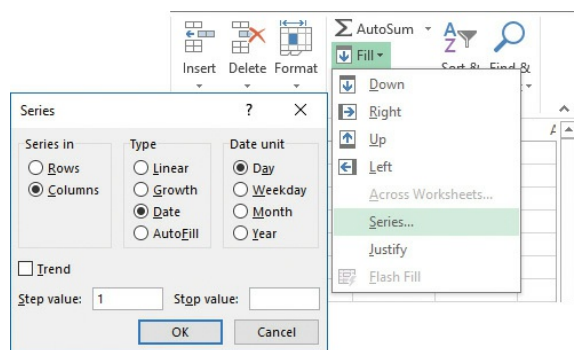 AutoSum
Fill
Insert Delete Format
Down
Right
Up
Left
Across Worksheets...
Series...
Justify
Flash Fill
Series ? ×
Series in
Rows
Columns
Type
Linear
Growth
Date
AutoFill
Date unit
Day
Weekday
Month
Year
Trend
Step value: 1 Stop value:
OK Cancel